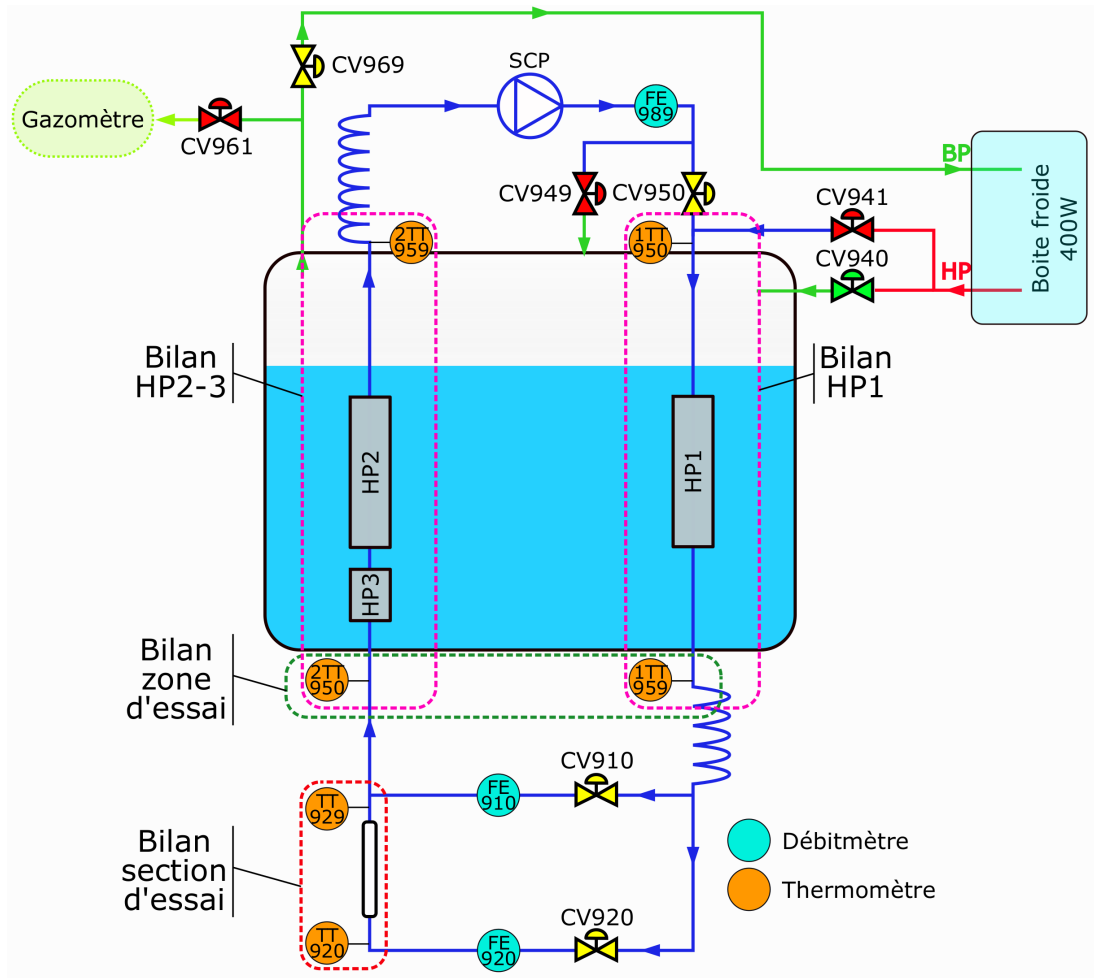 SCP
CV969
FE
989
Gazomètre
CV961
BP
CV949
CV950
CV941
2TT
959
1TT
950
CV940
HP
Boite froide
400W
Bilan
HP2-3
Bilan
HP1
HP2
HP1
HP3
Bilan
zone
d'essai
2TT
950
1TT
959
CV910
TT
929
FE
910
Bilan
section
d'essai
Débitmètre
Thermomètre
CV920
TT
920
FE
920